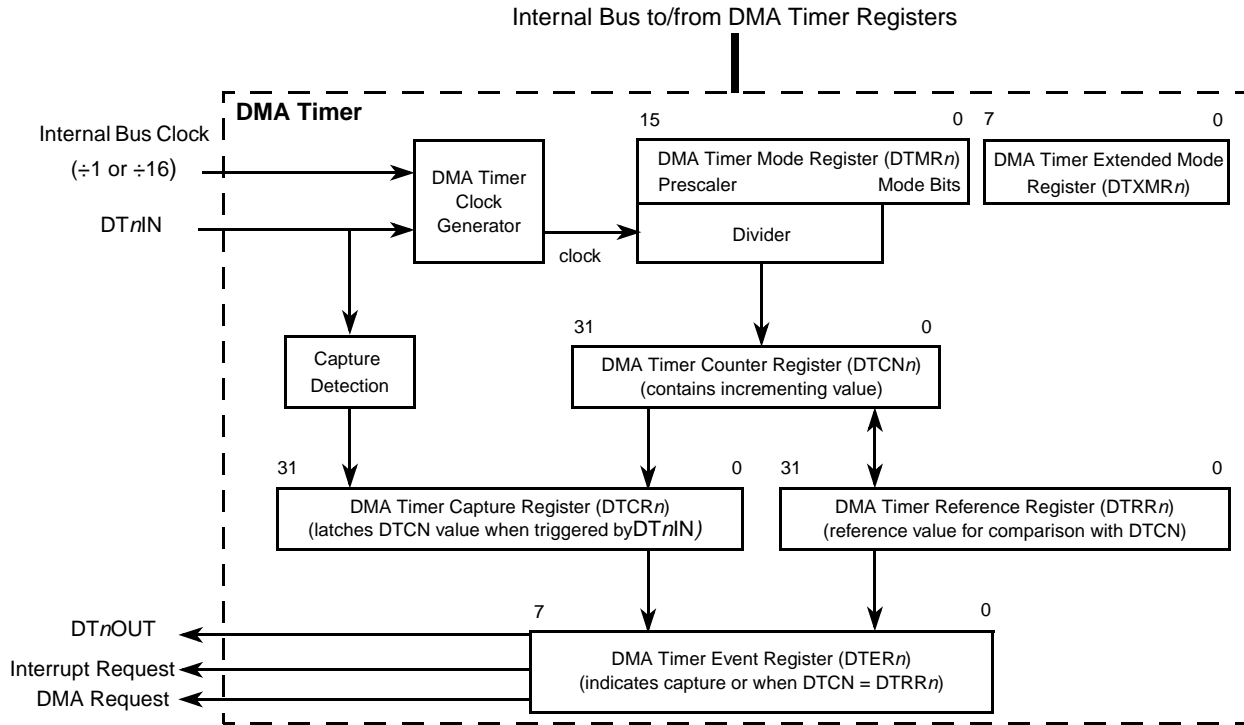 Internal Bus to/from DMA Timer Registers
DMA Timer
15 0 7 0
Internal Bus Clock
(÷1 or ÷16)
DTnIN
DMA Timer
Clock
Generator
clock
DMA Timer Mode Register (DTMRn)
Prescaler Mode Bits
Divider
DMA Timer Extended Mode
Register (DTXMRn)
31 0
Capture
Detection
DMA Timer Counter Register (DTCNn)
(contains incrementing value)
31 0 31 0
DMA Timer Capture Register (DTCRn)
(latches DTCN value when triggered byDTnIN)
DMA Timer Reference Register (DTRRn)
(reference value for comparison with DTCN)
7 0
DTnOUT
Interrupt Request
DMA Request
DMA Timer Event Register (DTERn)
(indicates capture or when DTCN = DTRRn)